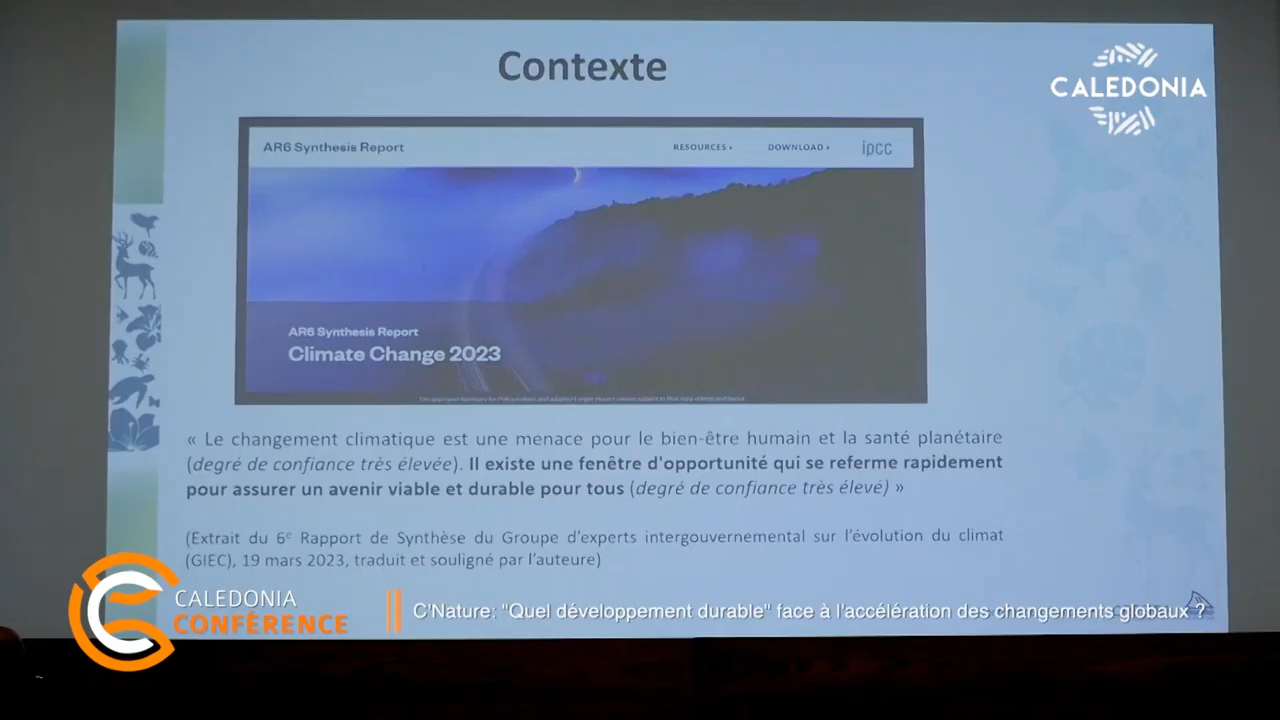 Contexte
CALEDONIA
AR6 Synthesis Report
RESOURCES
DOWNLOAD
ipcc
AR6 Synthesis Report
Climate Change 2023
« Le changement climatique est une menace pour le bien-être humain et la santé planétaire
(degré de confiance très élevée). Il existe une fenêtre d'opportunité qui se referme rapidement
pour assurer un avenir viable et durable pour tous (degré de confiance très élevé) »
(Extrait du 6e Rapport de Synthèse du Groupe d'experts intergouvernemental sur l'évolution du climat
(GIEC), 19 mars 2023, traduit et souligné par l'auteure)
CALEDONIA
CONFÉRENCE
C'Nature: "Quel développement durable" face à l'accélération des changements globaux ?